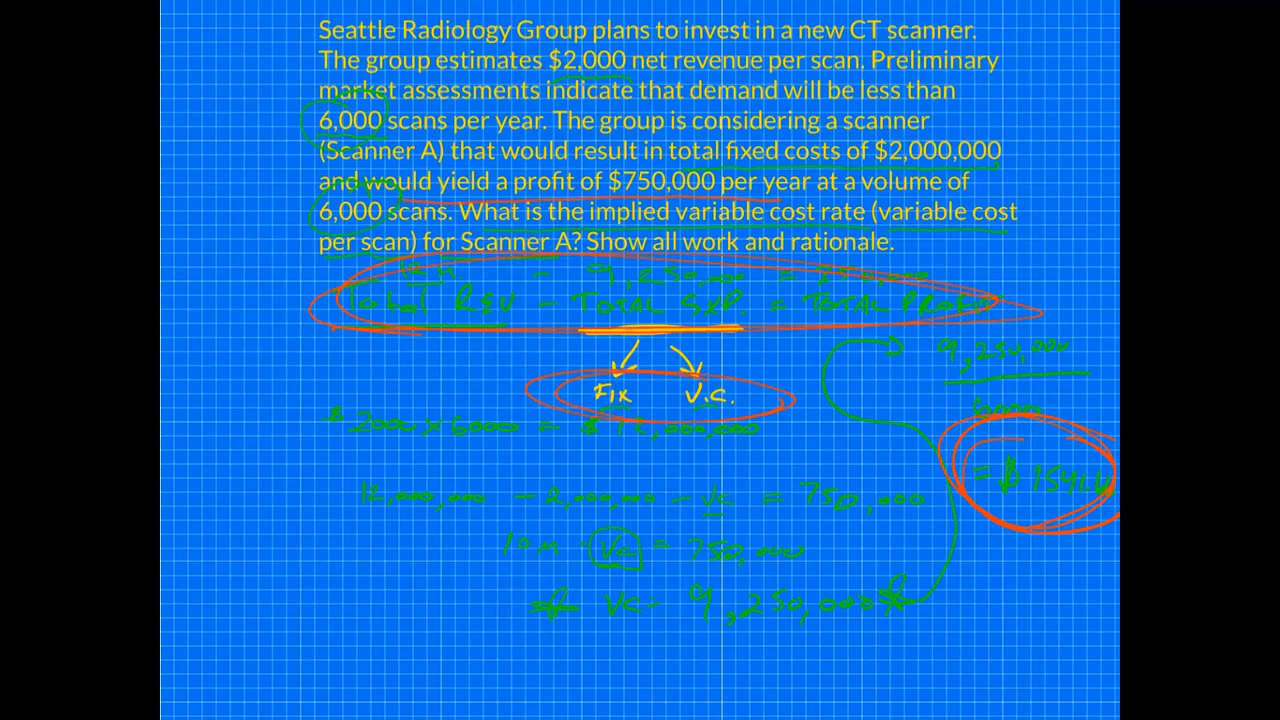 Seattle Radiology Group plans to invest in a new CT scanner.
The group estimates $2,000 net revenue per scan. Preliminary
market assessments indicate that demand will be less than
6,000 scans per year. The group is considering a scanner
(Scanner A) that would result in total fixed costs of $2,000,000
and would yield a profit of $750,000 per year at a volume of
6,000 scans. What is the implied variable cost rate (variable cost
per scan) for Scanner A? Show all work and rationale.
12 M. - 9,250,000 = 750,000
Total REV - TOTAL EXP. = TOTAL PROFIT
9,250,000
6000
FIX V.C.
$2000 X 6000 = $12,000,000
= $1541.6
12,000,000 - 2,000,000 - VC = 750,000
10M - VC = 750,000
VC = 9,250,000